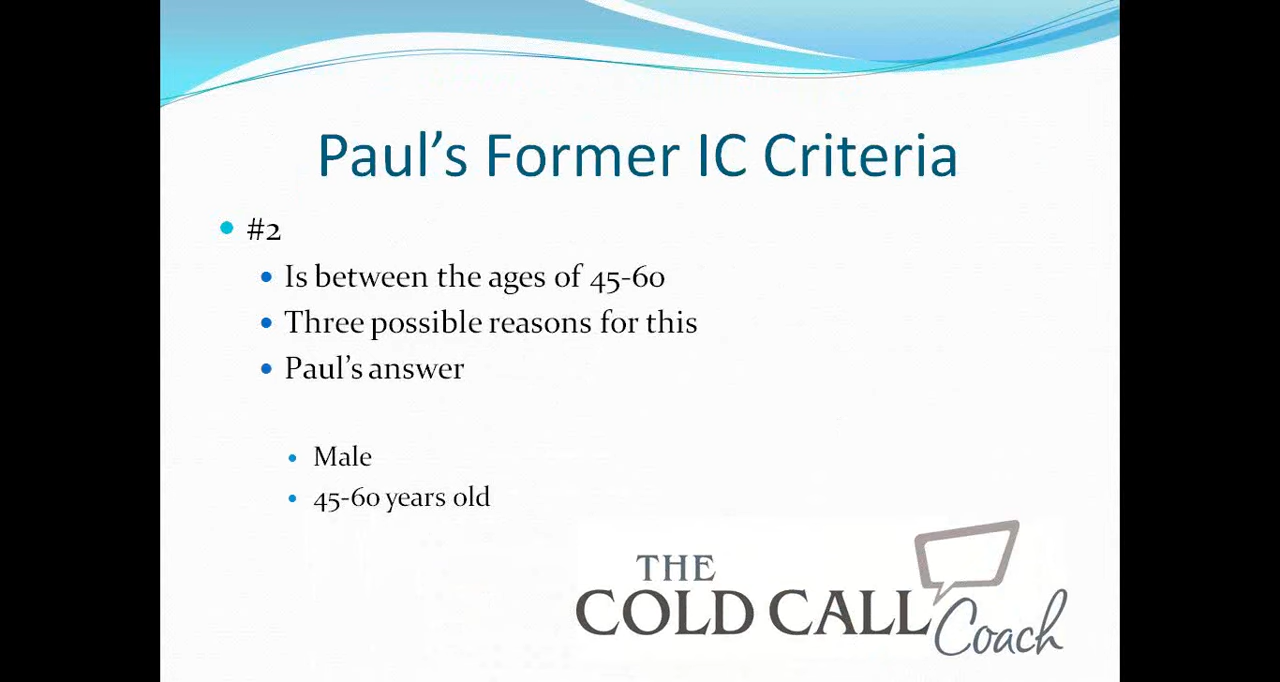 Paul's Former IC Criteria
#2
Is between the ages of 45-60
Three possible reasons for this
Paul's answer
Male
45-60 years old
THE
COLD CALL
Coach